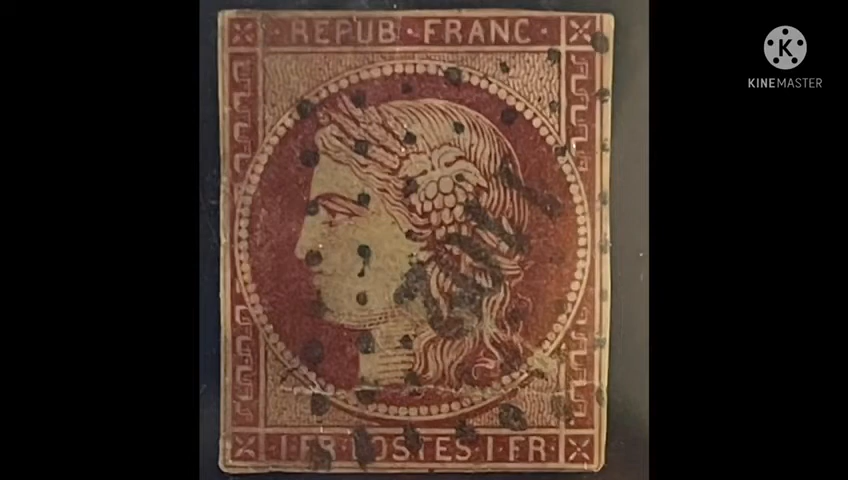 REPUB · FRANC ·
K
KINEMASTER
· 1 · FR · POSTES · 1 · FR ·